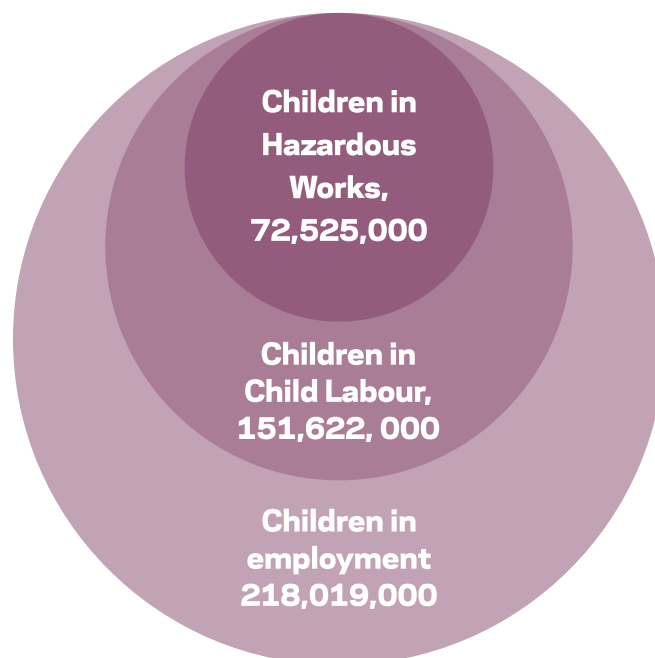 Children in
Hazardous
Works,
72,525,000
Children in
Child Labour,
151,622, 000
Children in
employment
218,019,000